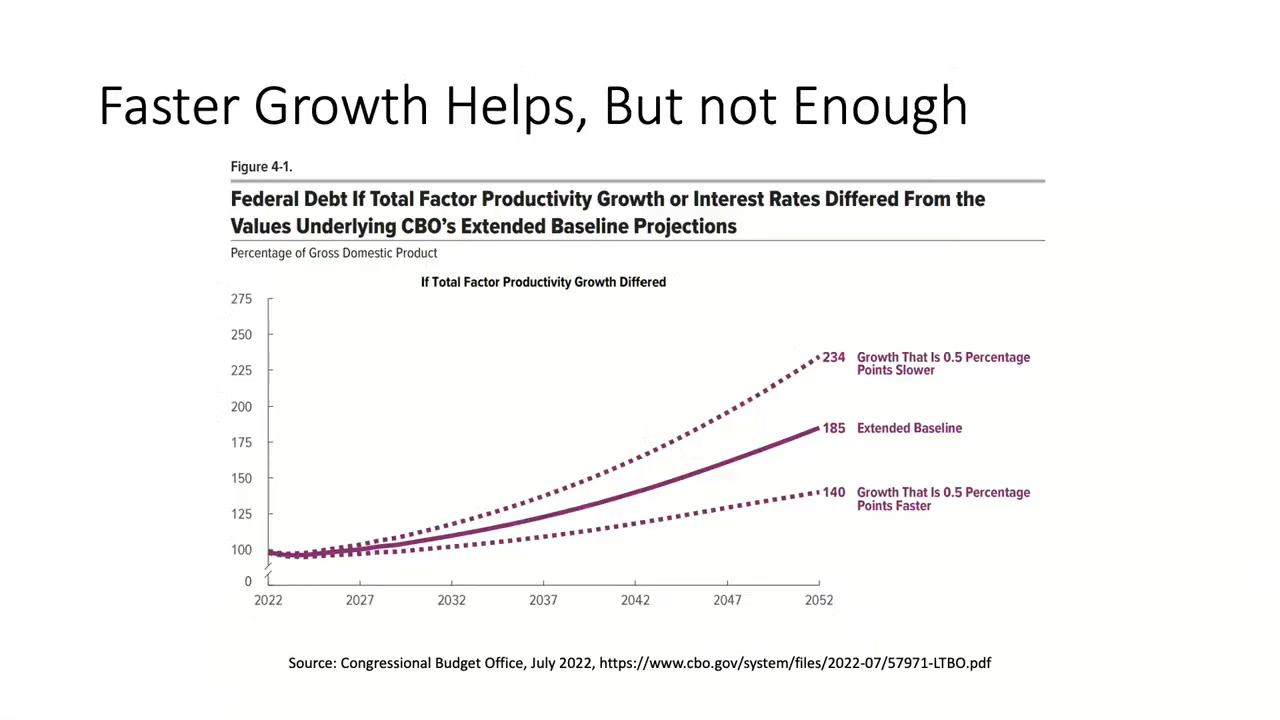 Faster Growth Helps, But not Enough
Figure 4-1.
Federal Debt If Total Factor Productivity Growth or Interest Rates Differed From the
Values Underlying CBO’s Extended Baseline Projections
Percentage of Gross Domestic Product
If Total Factor Productivity Growth Differed
275
250
225
200
175
150
125
100
0
234 Growth That Is 0.5 Percentage
Points Slower
185 Extended Baseline
140 Growth That Is 0.5 Percentage
Points Faster
2022 2027 2032 2037 2042 2047 2052
Source: Congressional Budget Office, July 2022, https://www.cbo.gov/system/files/2022-07/57971-LTBO.pdf